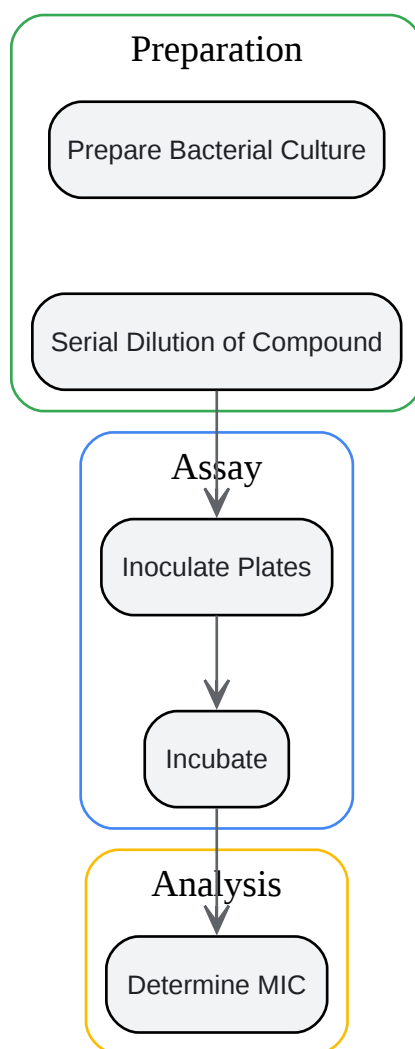 Preparation
Prepare Bacterial Culture
Serial Dilution of Compound
Assay
Inoculate Plates
Incubate
Analysis
Determine MIC